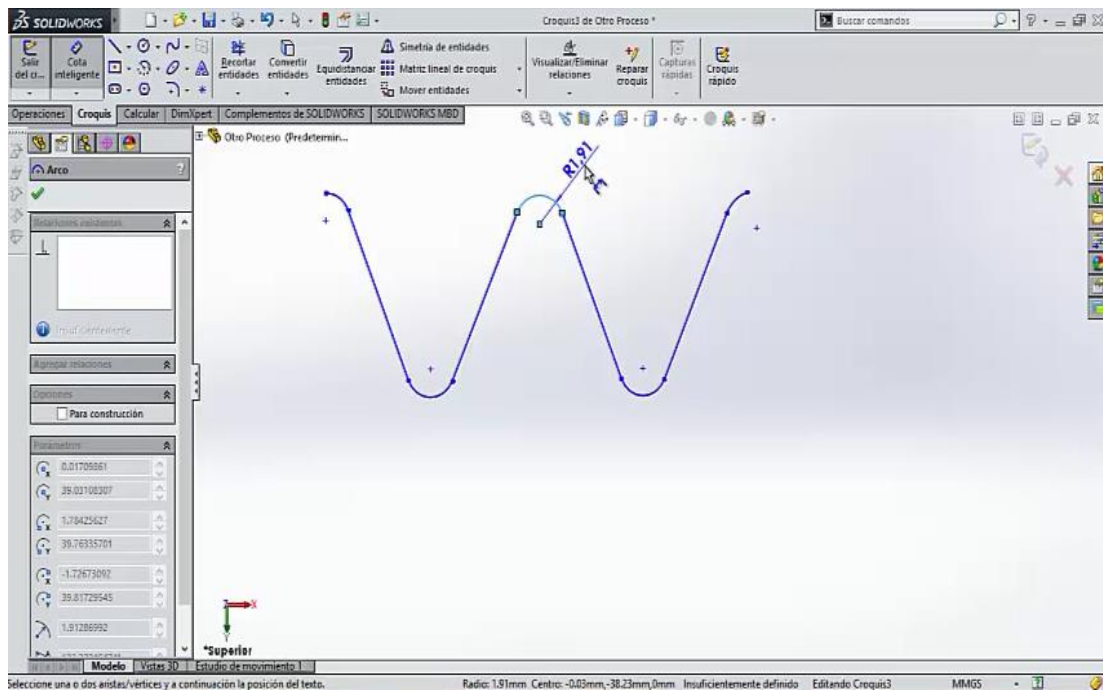 SOLIDWORKS
Croquis3 de Otro Proceso *
Buscar comandos
Salir del cr...
Cota inteligente
Recortar entidades
Convertir entidades
Equidistanciar entidades
Simetría de entidades
Matriz lineal de croquis
Mover entidades
Visualizar/Eliminar relaciones
Reparar croquis
Capturas rápidas
Croquis rápido
Operaciones Croquis Calcular DimXpert Complementos de SOLIDWORKS SOLIDWORKS MBD
Otro Proceso (Predetermin...
Arco
?
Relaciones existentes
Insuficientemente
Agregar relaciones
Opciones
Para construcción
Parámetros
0.01709861
39.03108307
1.78425627
39.76335701
-1.72673092
39.81729545
1.91286992
R1,91
X
Y
*Superior
Modelo Vistas 3D Estudio de movimiento 1
Seleccione una o dos aristas/vértices y a continuación la posición del texto.
Radio: 1.91mm Centro: -0.03mm,-38.23mm,0mm Insuficientemente definido Editando Croquis3 MMGS